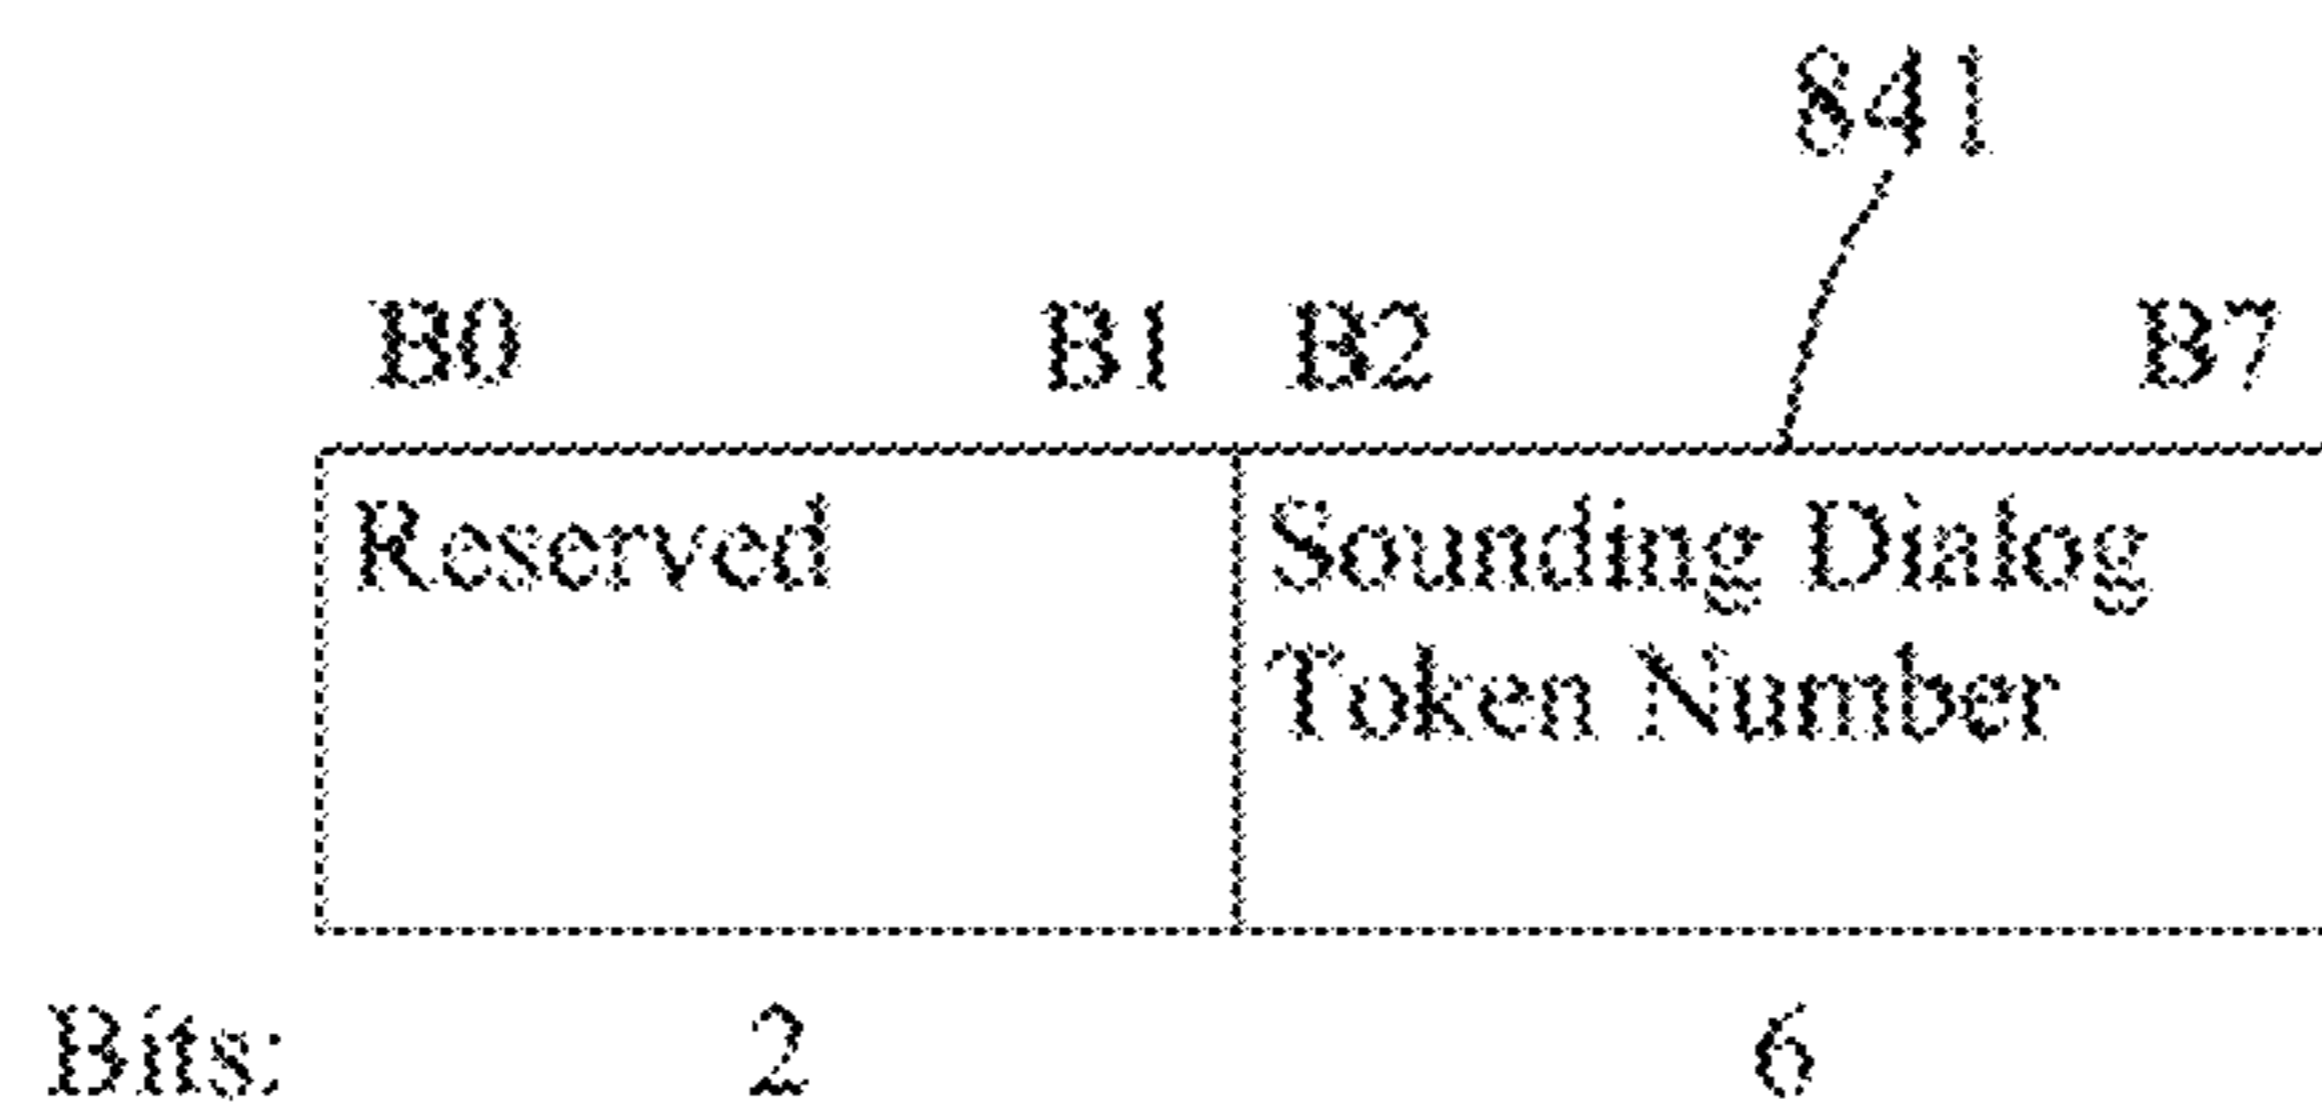 841
B0 B1 B2 B7
Reserved Sounding Dialog
Token Number
Bits: 2 6